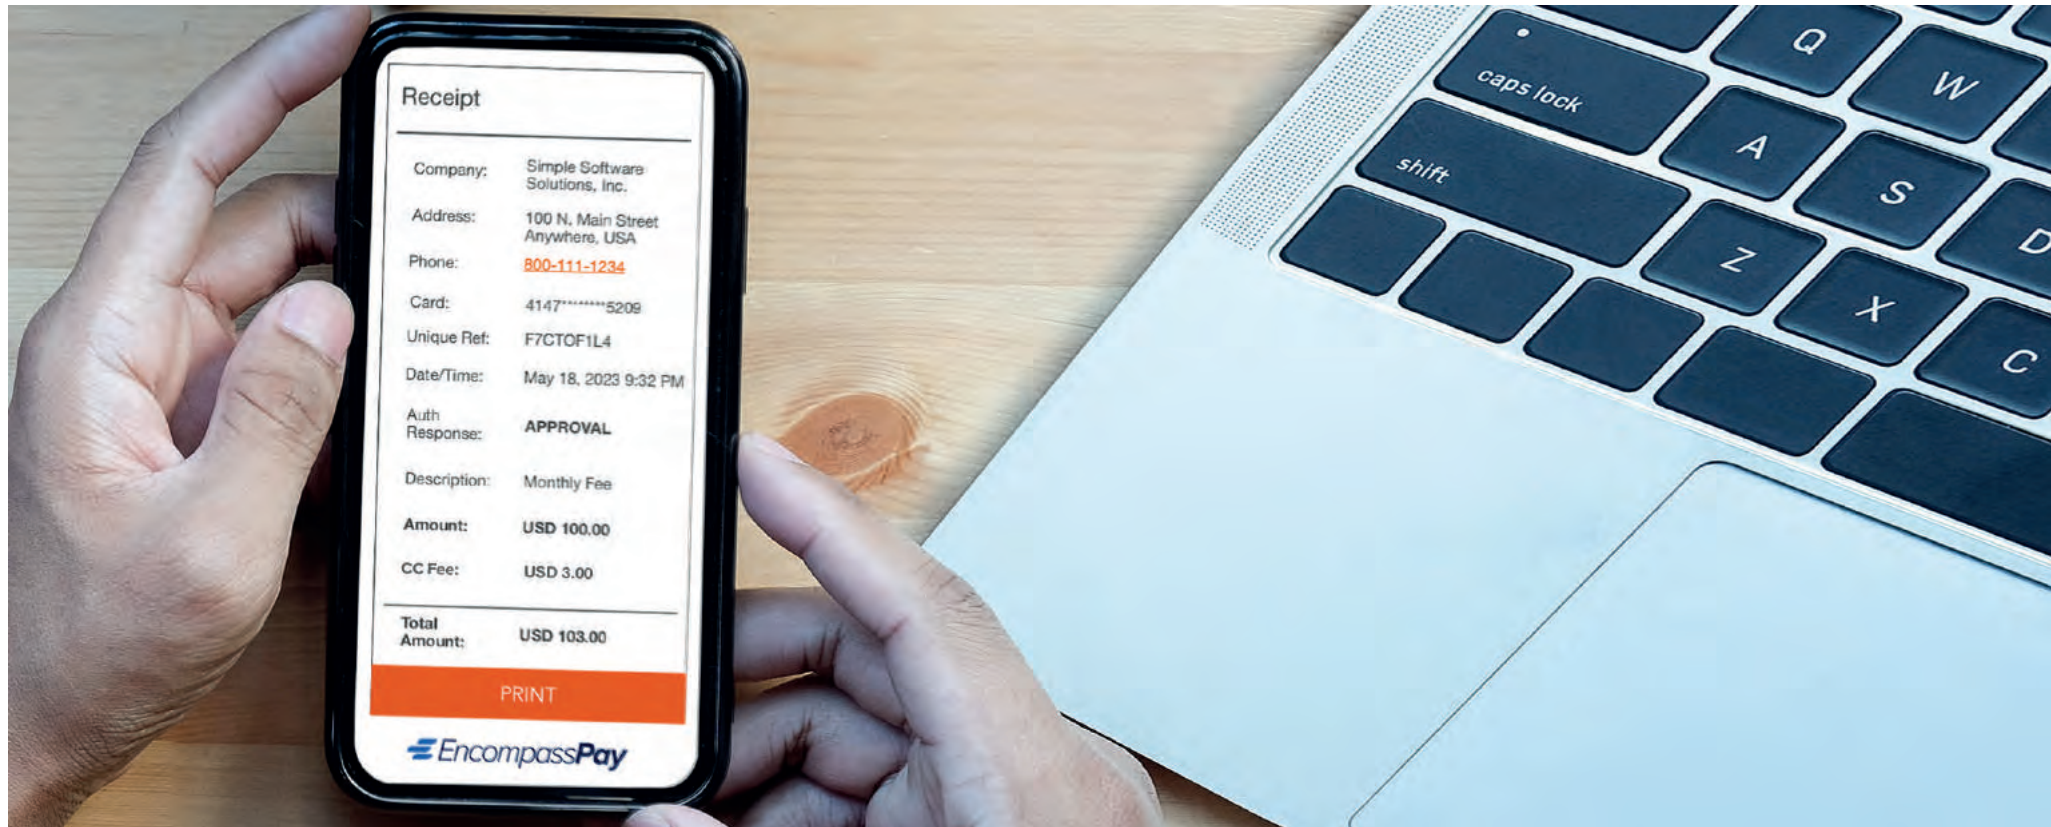 Receipt
Company: Simple Software
Solutions, Inc.
Address: 100 N. Main Street
Anywhere, USA
Phone: 800-111-1234
Card: 4147********5209
Unique Ref: F7CTOF1L4
Date/Time: May 18, 2023 9:32 PM
Auth
Response: APPROVAL
Description: Monthly Fee
Amount: USD 100.00
CC Fee: USD 3.00
Total
Amount: USD 103.00
PRINT
EncompassPay
Q W
caps lock A S D
shift Z X C